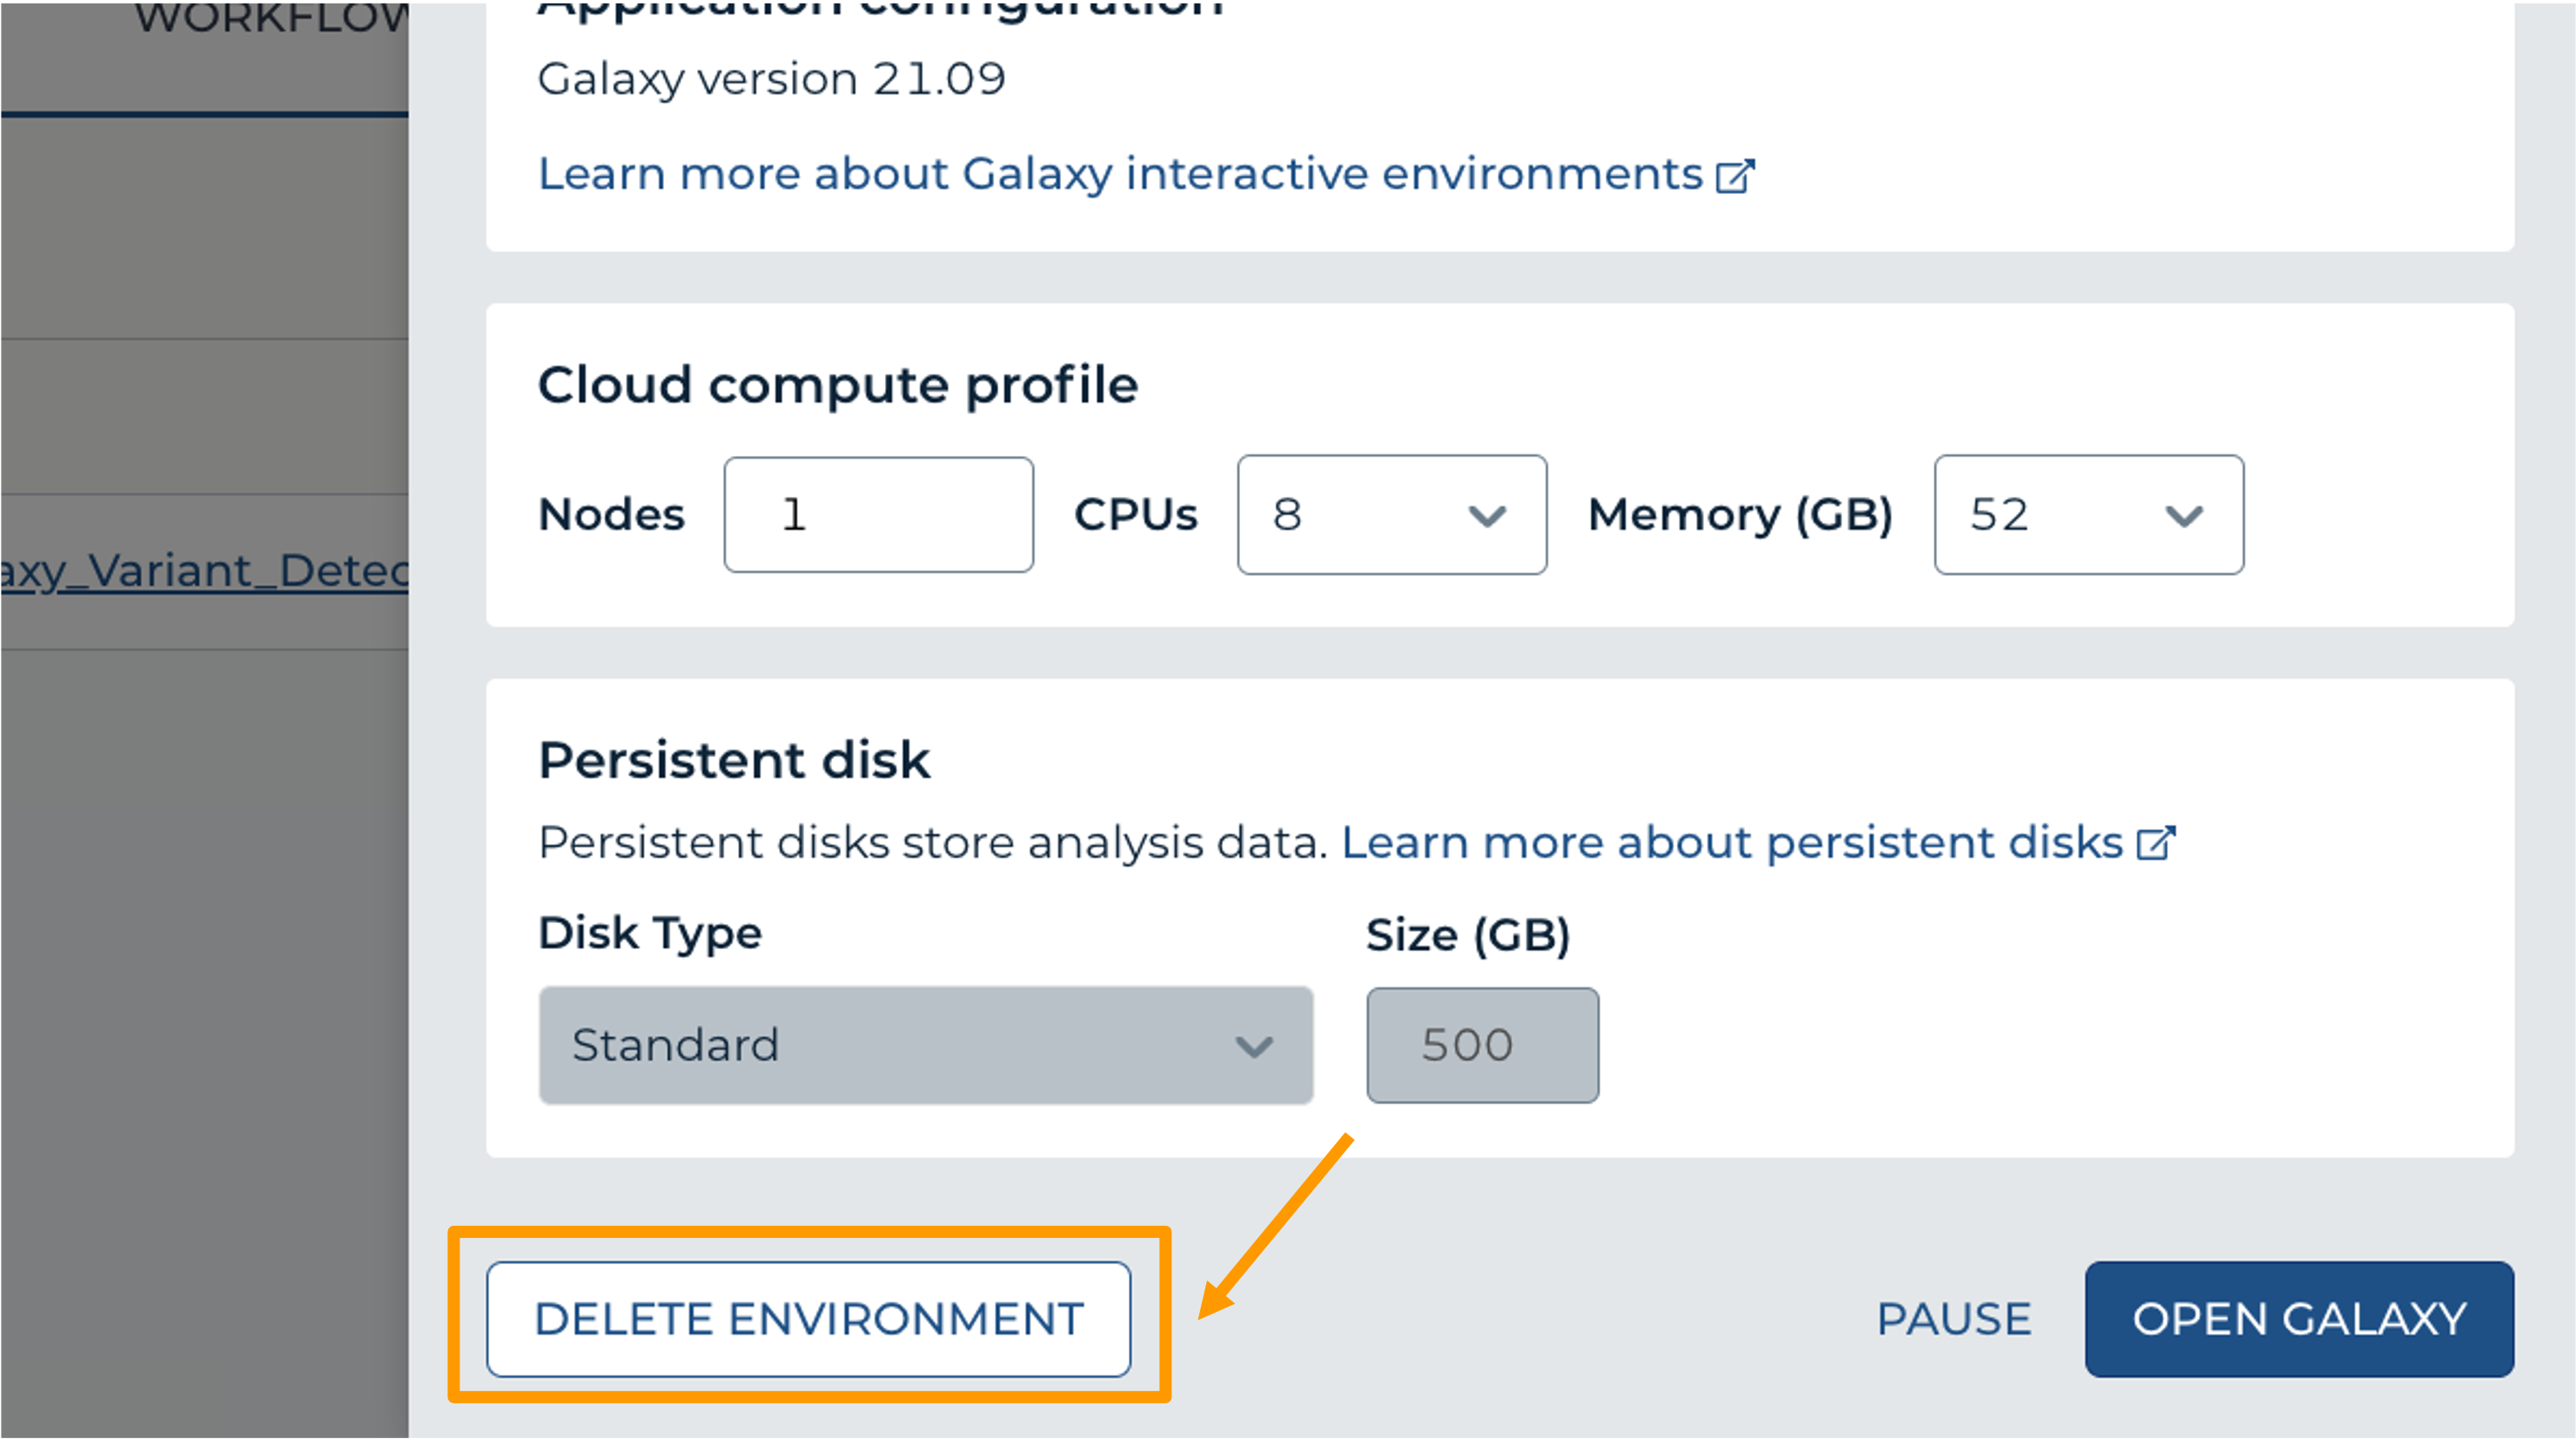 WORKFLOW
Application configuration
Galaxy version 21.09
Learn more about Galaxy interactive environments
Cloud compute profile
Nodes 1 CPUs 8 Memory (GB) 52
axy_Variant_Detec
Persistent disk
Persistent disks store analysis data. Learn more about persistent disks
Disk Type Size (GB)
Standard 500
DELETE ENVIRONMENT PAUSE OPEN GALAXY